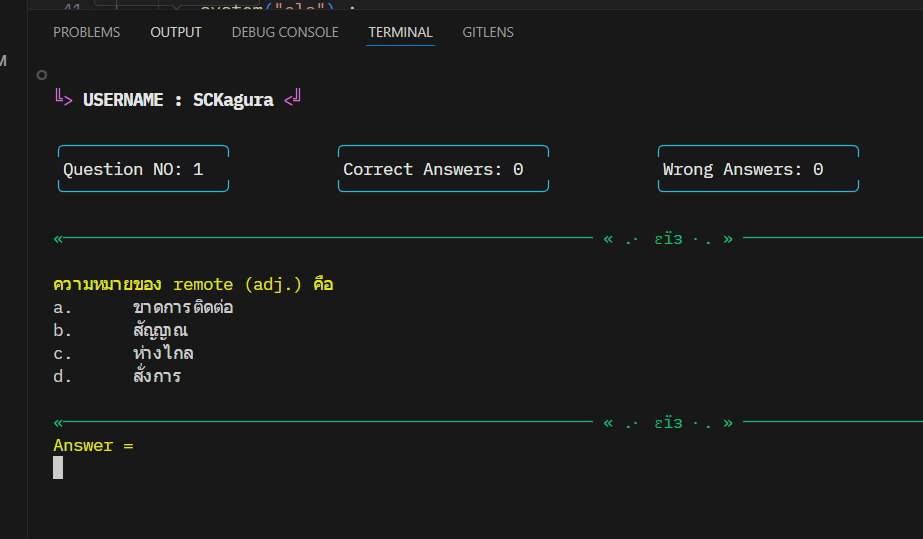 41 system("cls") ;
PROBLEMS OUTPUT DEBUG CONSOLE TERMINAL GITLENS
M
╚> USERNAME : SCKagura <╝
Question NO: 1 Correct Answers: 0 Wrong Answers: 0
« « .· εïз ·. »
ความหมายของ remote (adj.) คือ
a. ขาดการติดต่อ
b. สัญญาณ
c. ห่างไกล
d. สั่งการ
« « .· εïз ·. »
Answer =